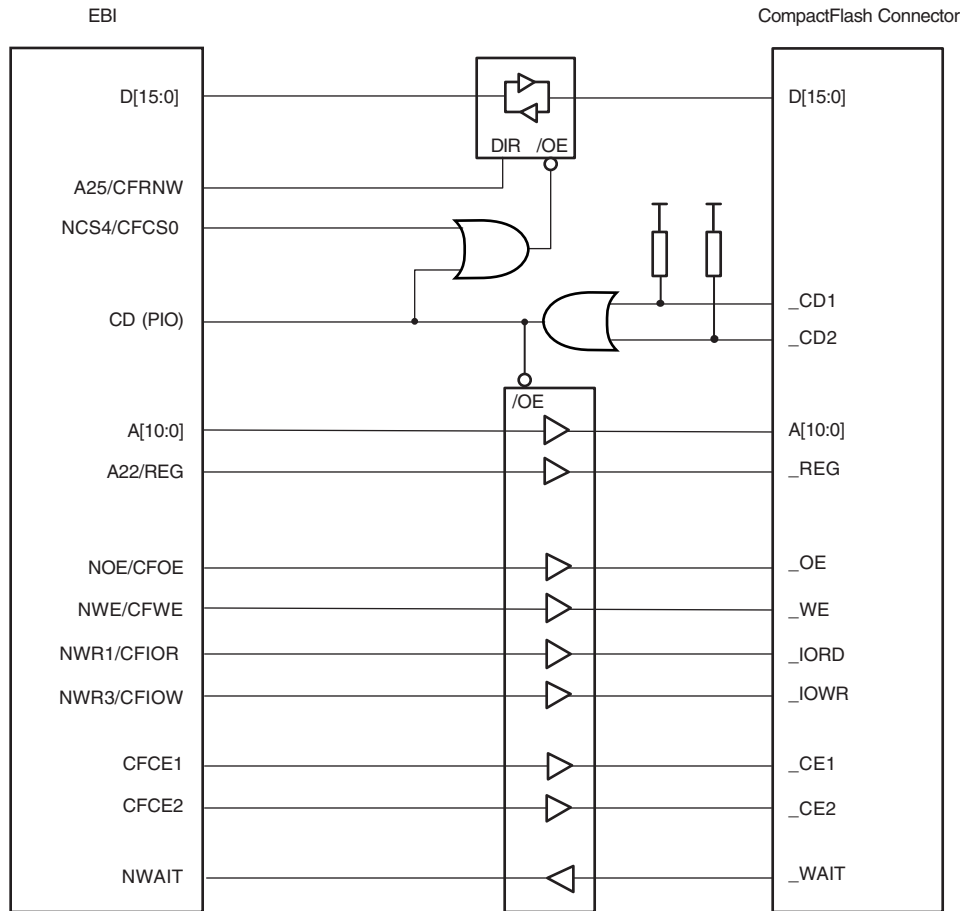 EBI CompactFlash Connector
D[15:0] D[15:0]
DIR /OE
A25/CFRNW
NCS4/CFCS0
_CD1
CD (PIO)
_CD2
/OE
A[10:0] A[10:0]
A22/REG _REG
NOE/CFOE _OE
NWE/CFWE _WE
NWR1/CFIOR _IORD
NWR3/CFIOW _IOWR
CFCE1 _CE1
CFCE2 _CE2
NWAIT _WAIT